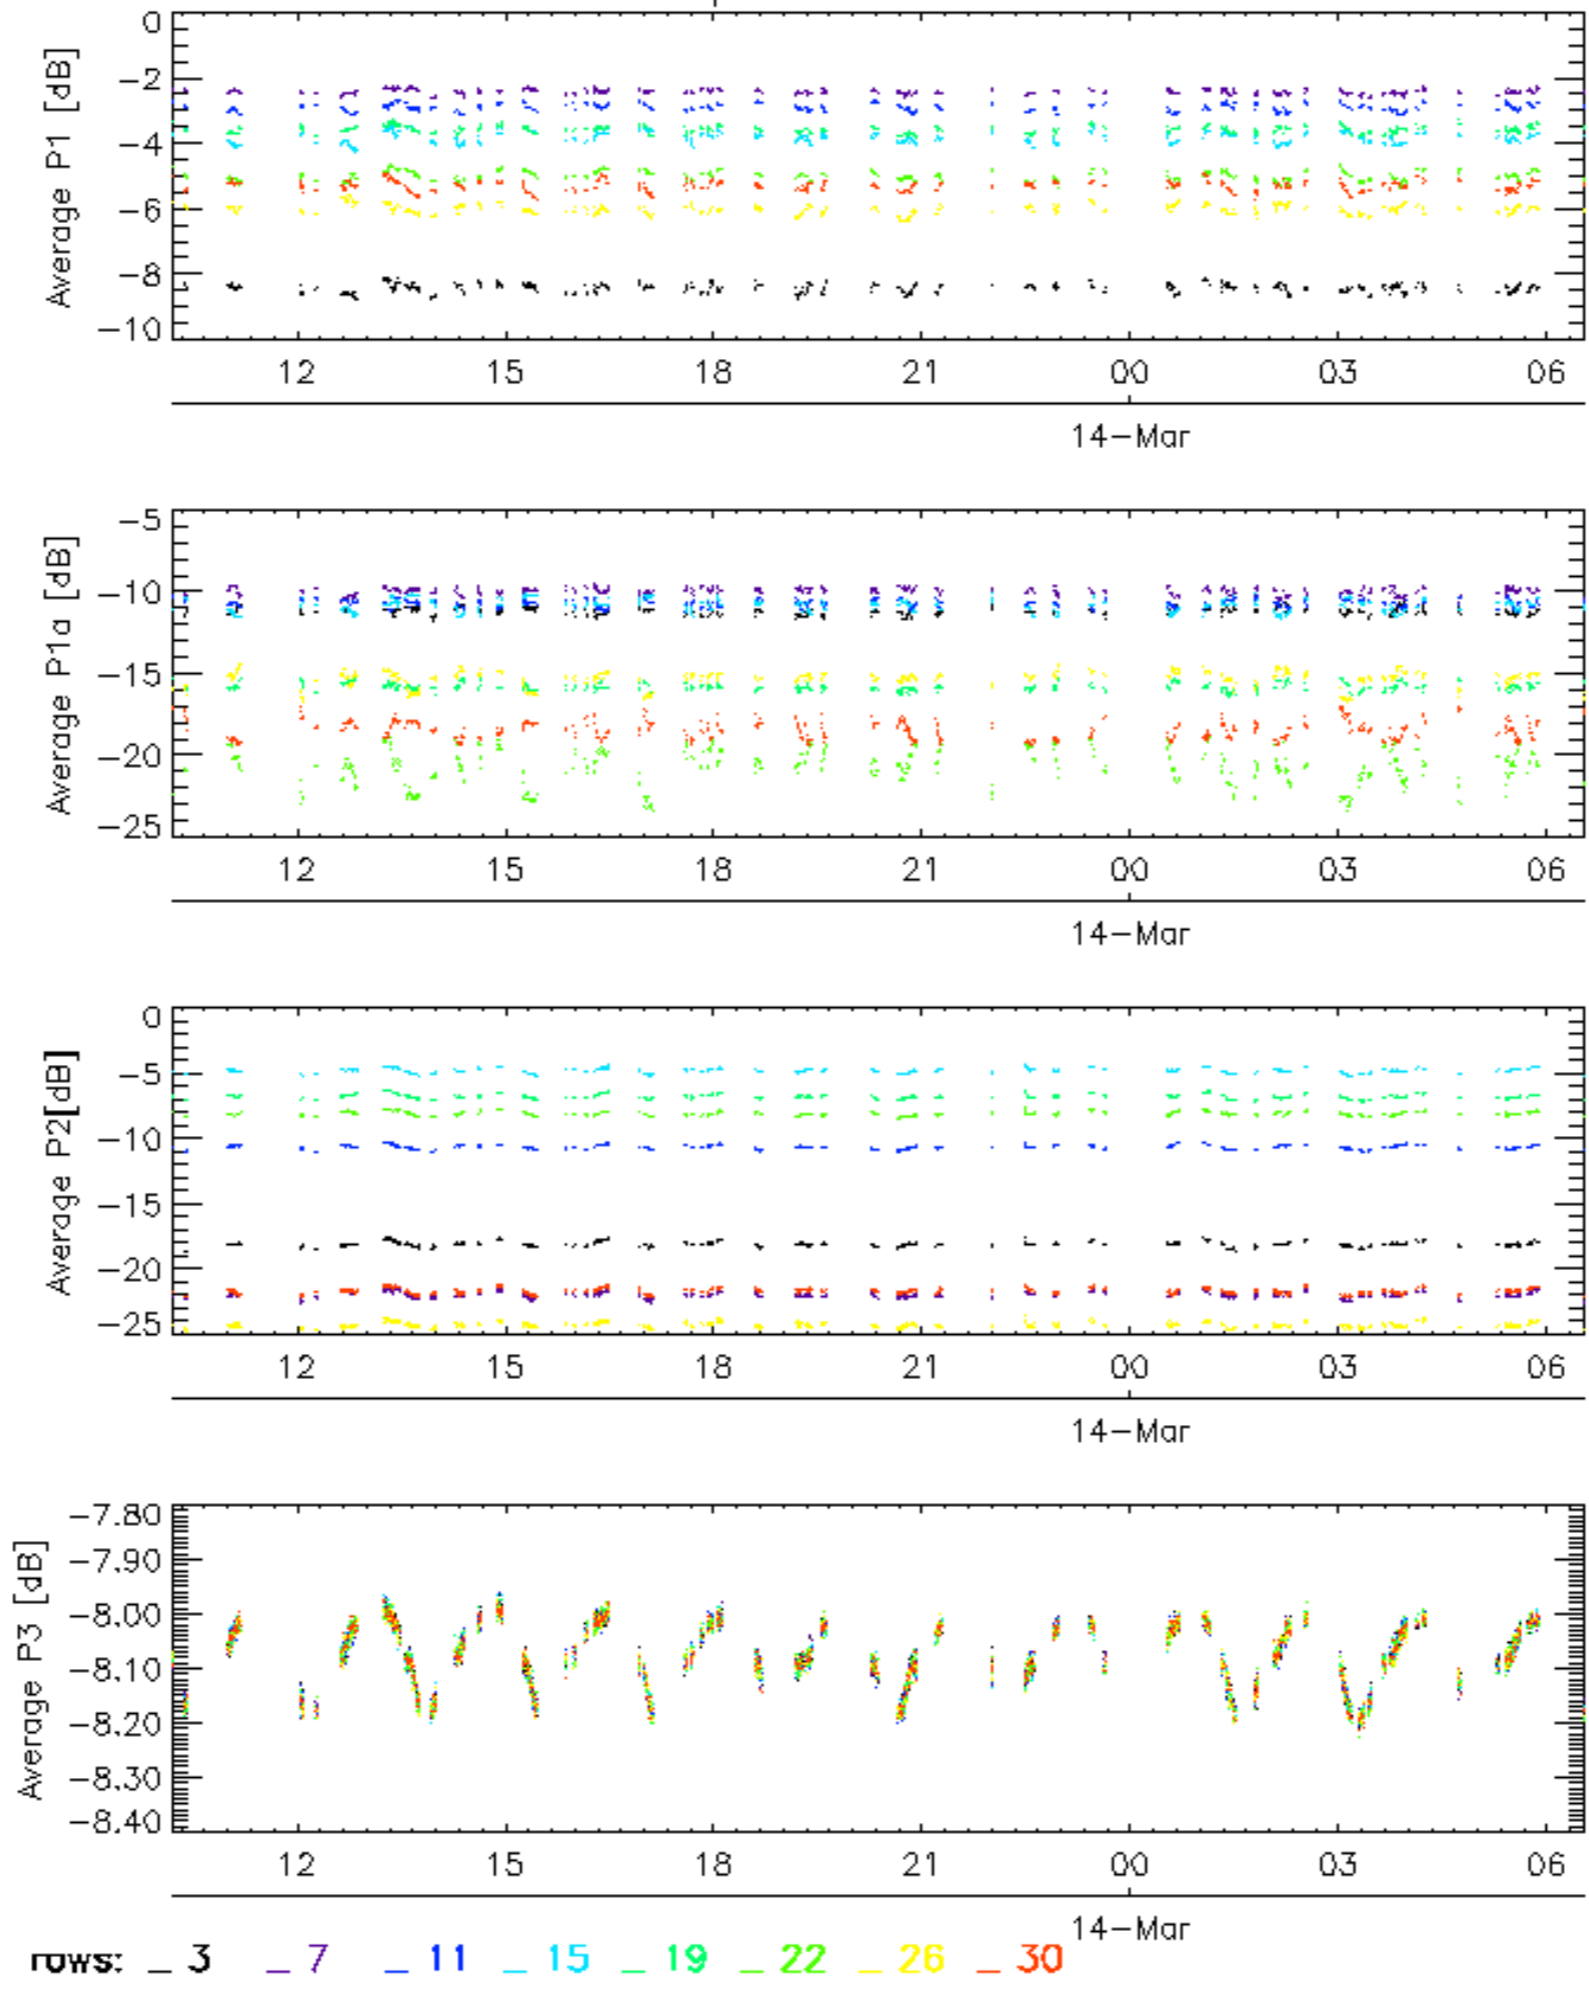 Average P1 [dB]
0
−2
−4
−6
−8
−10
12 15 18 21 00 03 06
14−Mar
Average P1a [dB]
−5
−10
−15
−20
−25
12 15 18 21 00 03 06
14−Mar
Average P2[dB]
0
−5
−10
−15
−20
−25
12 15 18 21 00 03 06
14−Mar
Average P3 [dB]
−7.80
−7.90
−8.00
−8.10
−8.20
−8.30
−8.40
12 15 18 21 00 03 06
14−Mar
rows: _ 3 _ 7 _ 11 _ 15 _ 19 _ 22 _ 26 _ 30